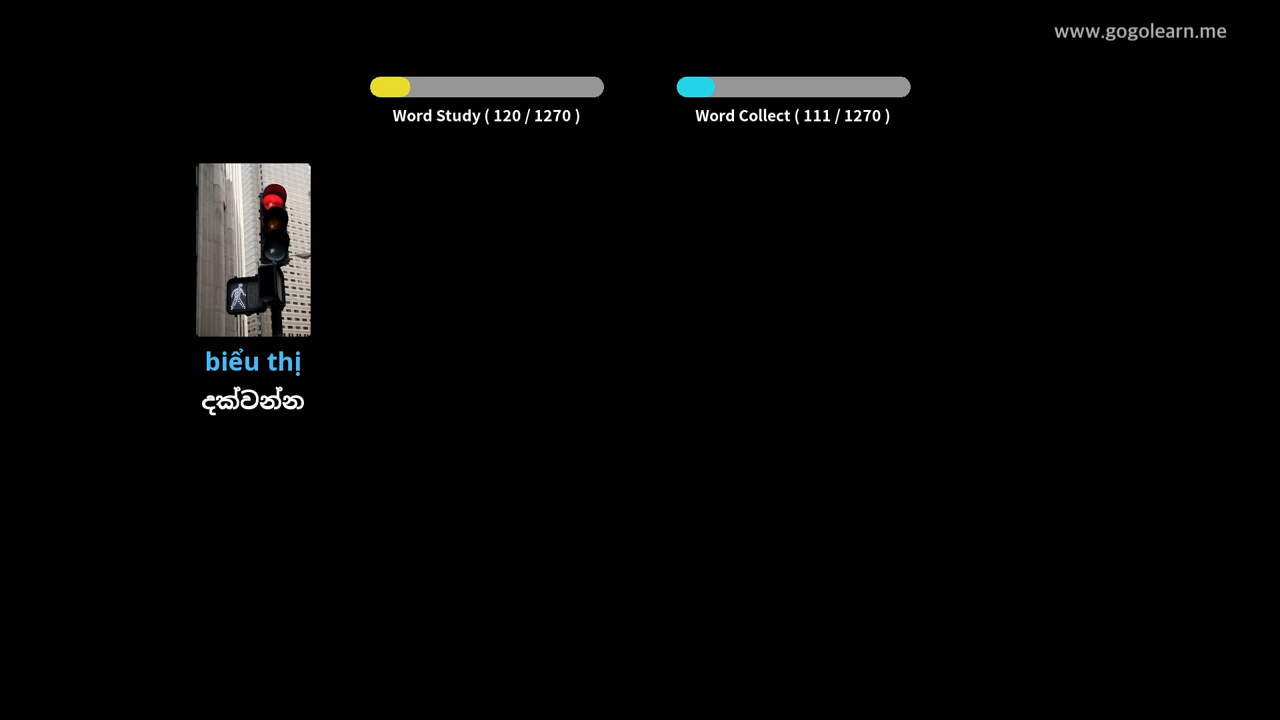 www.gogolearn.me
Word Study ( 120 / 1270 )
Word Collect ( 111 / 1270 )
biểu thị
දක්වන්න